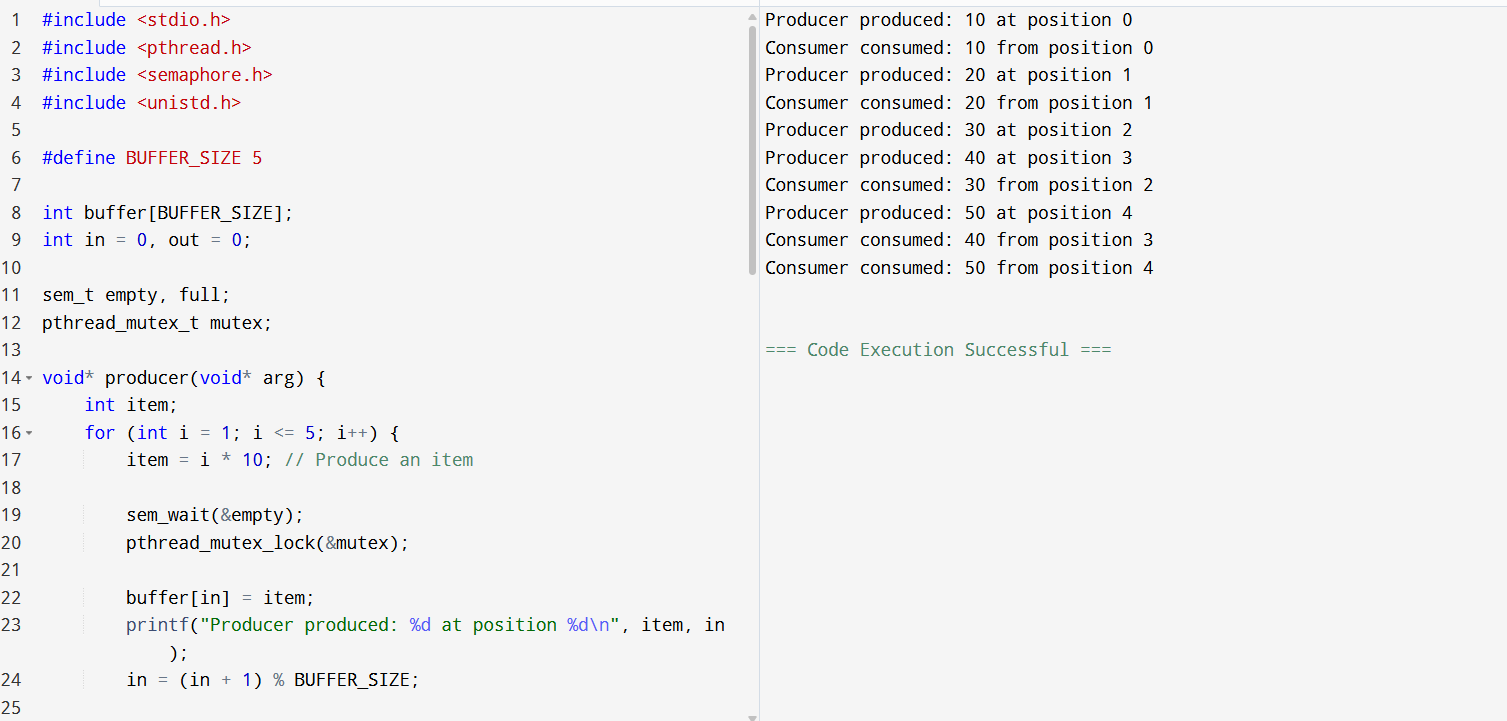 1 #include <stdio.h>
2 #include <pthread.h>
3 #include <semaphore.h>
4 #include <unistd.h>
5
6 #define BUFFER_SIZE 5
7
8 int buffer[BUFFER_SIZE];
9 int in = 0, out = 0;
10
11 sem_t empty, full;
12 pthread_mutex_t mutex;
13
14 void* producer(void* arg) {
15     int item;
16     for (int i = 1; i <= 5; i++) {
17         item = i * 10; // Produce an item
18
19         sem_wait(&empty);
20         pthread_mutex_lock(&mutex);
21
22         buffer[in] = item;
23         printf("Producer produced: %d at position %d\n", item, in
            );
24         in = (in + 1) % BUFFER_SIZE;
25
Producer produced: 10 at position 0
Consumer consumed: 10 from position 0
Producer produced: 20 at position 1
Consumer consumed: 20 from position 1
Producer produced: 30 at position 2
Producer produced: 40 at position 3
Consumer consumed: 30 from position 2
Producer produced: 50 at position 4
Consumer consumed: 40 from position 3
Consumer consumed: 50 from position 4
=== Code Execution Successful ===